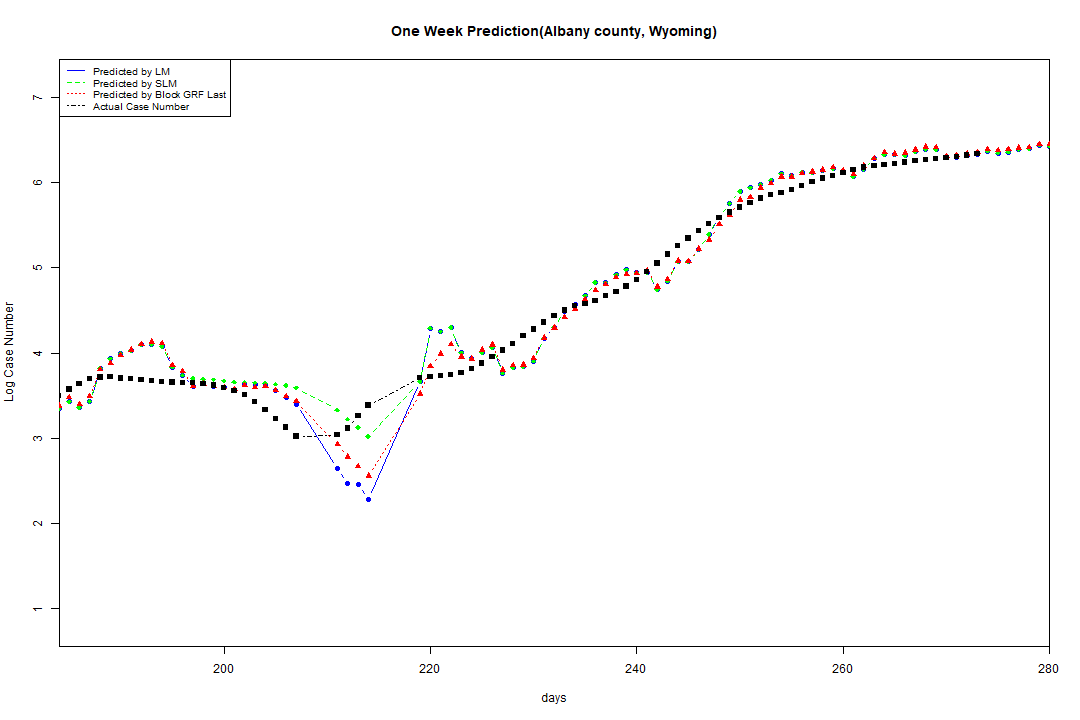 One Week Prediction(Albany county, Wyoming)
Predicted by LM
Predicted by SLM
Predicted by Block GRF Last
Actual Case Number
Log Case Number
7
6
5
4
3
2
1
200
220
240
260
280
days